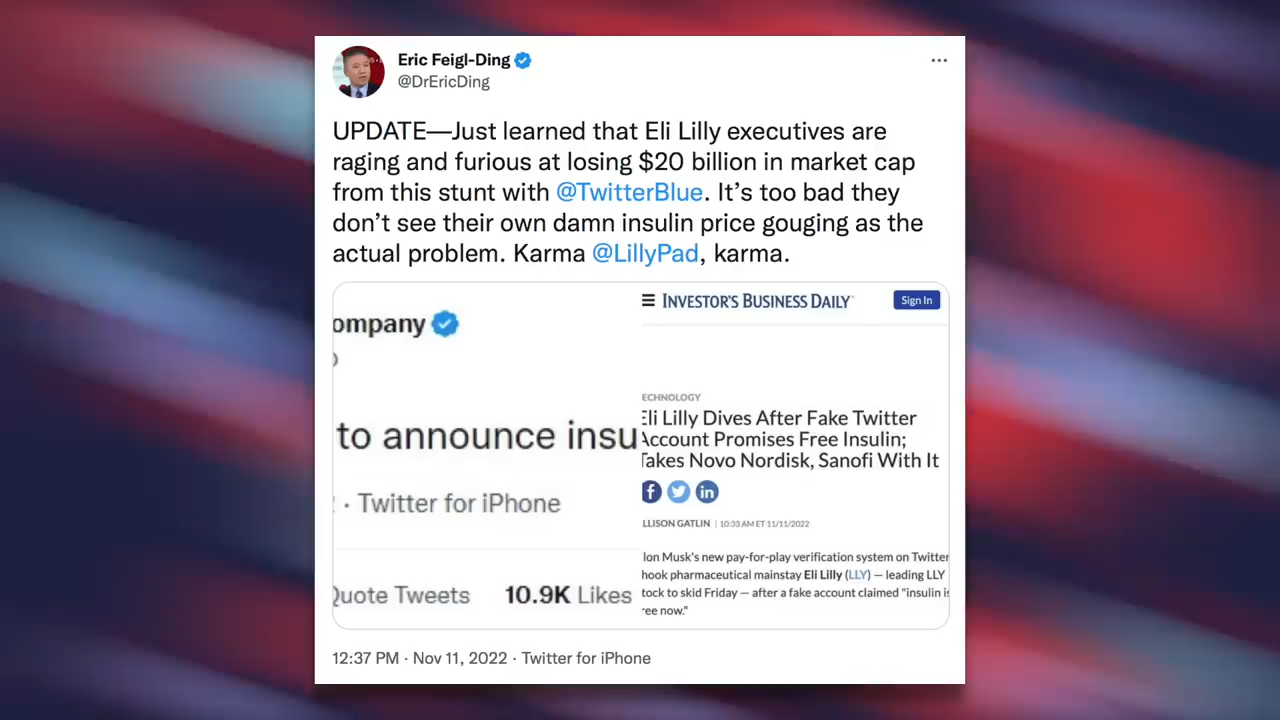 Eric Feigl-Ding
@DrEricDing
UPDATE—Just learned that Eli Lilly executives are
raging and furious at losing $20 billion in market cap
from this stunt with @TwitterBlue. It’s too bad they
don’t see their own damn insulin price gouging as the
actual problem. Karma @LillyPad, karma.
ompany
to announce insu
· Twitter for iPhone
Quote Tweets 10.9K Likes
INVESTOR'S BUSINESS DAILY
Sign In
ECHNOLOGY
Eli Lilly Dives After Fake Twitter
Account Promises Free Insulin;
Takes Novo Nordisk, Sanofi With It
LLISON GATLIN | 10:33 AM ET 11/11/2022
lon Musk's new pay-for-play verification system on Twitter
hook pharmaceutical mainstay Eli Lilly (LLY) — leading LLY
tock to skid Friday — after a fake account claimed "insulin is
ree now."
12:37 PM · Nov 11, 2022 · Twitter for iPhone